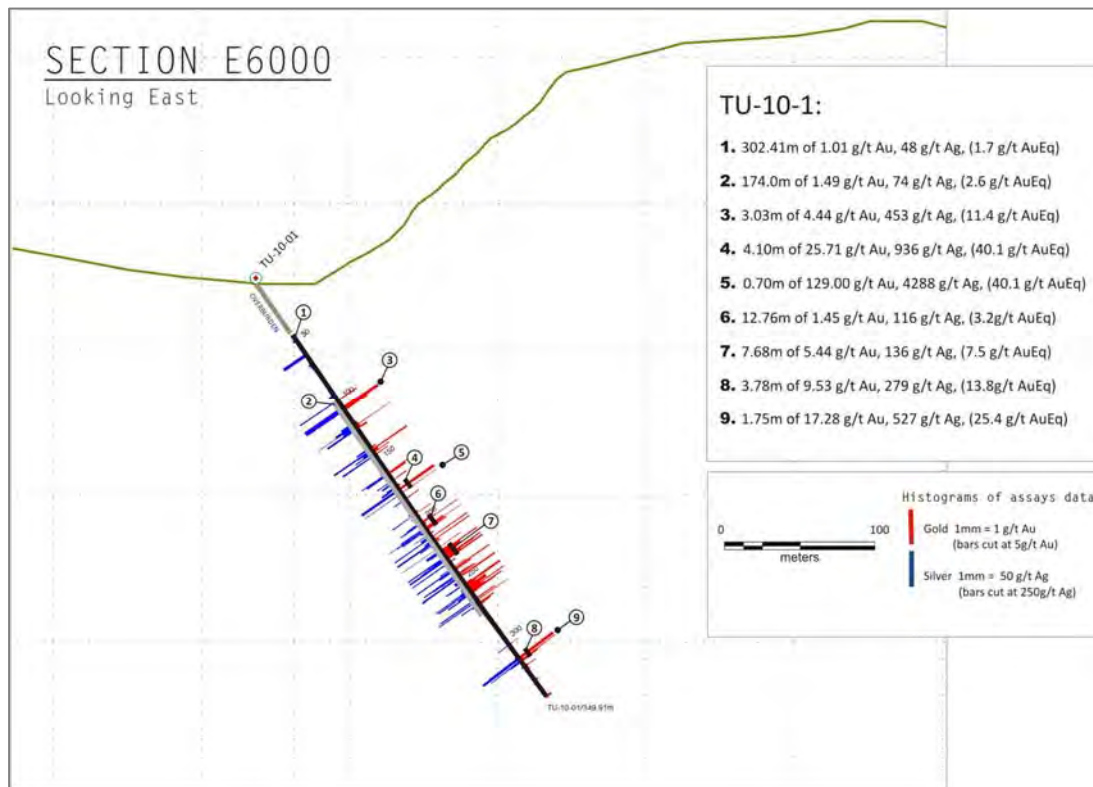 SECTION E6000
Looking East
TU-10-1:
1. 302.41m of 1.01 g/t Au, 48 g/t Ag, (1.7 g/t AuEq)
2. 174.0m of 1.49 g/t Au, 74 g/t Ag, (2.6 g/t AuEq)
3. 3.03m of 4.44 g/t Au, 453 g/t Ag, (11.4 g/t AuEq)
4. 4.10m of 25.71 g/t Au, 936 g/t Ag, (40.1 g/t AuEq)
5. 0.70m of 129.00 g/t Au, 4288 g/t Ag, (40.1 g/t AuEq)
6. 12.76m of 1.45 g/t Au, 116 g/t Ag, (3.2g/t AuEq)
7. 7.68m of 5.44 g/t Au, 136 g/t Ag, (7.5 g/t AuEq)
8. 3.78m of 9.53 g/t Au, 279 g/t Ag, (13.8g/t AuEq)
9. 1.75m of 17.28 g/t Au, 527 g/t Ag, (25.4 g/t AuEq)
TU-10-01
OVERBURDEN
1
50
3
100
2
150
5
4
6
7
250
300
9
8
TU-10-01/349.91m
Histograms of assays data
0 100
meters
Gold 1mm = 1 g/t Au
(bars cut at 5g/t Au)
Silver 1mm = 50 g/t Ag
(bars cut at 250g/t Ag)